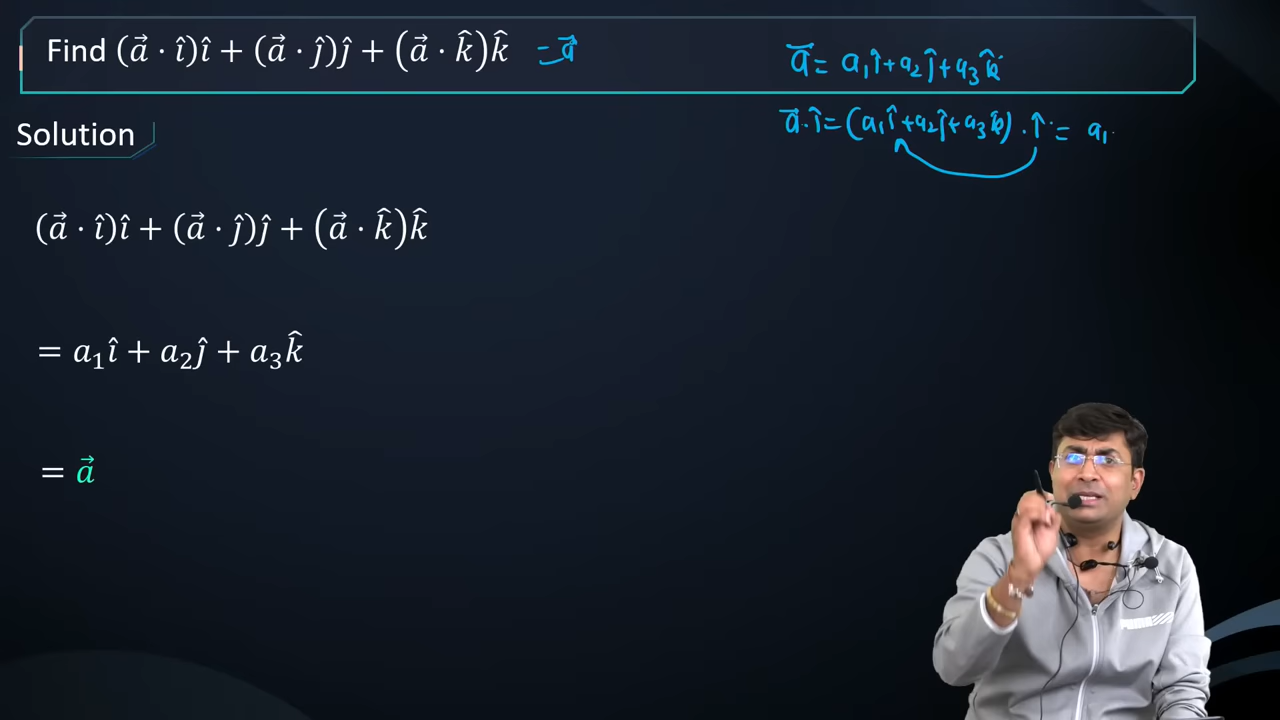 Find (a⃗ · î)î + (a⃗ · ĵ)ĵ + (a⃗ · k̂)k̂ = a⃗
a⃗ = a₁î + a₂ĵ + a₃k̂
Solution
a⃗ · î = (a₁î + a₂ĵ + a₃k̂) · î = a₁
(a⃗ · î)î + (a⃗ · ĵ)ĵ + (a⃗ · k̂)k̂
= a₁î + a₂ĵ + a₃k̂
= a⃗